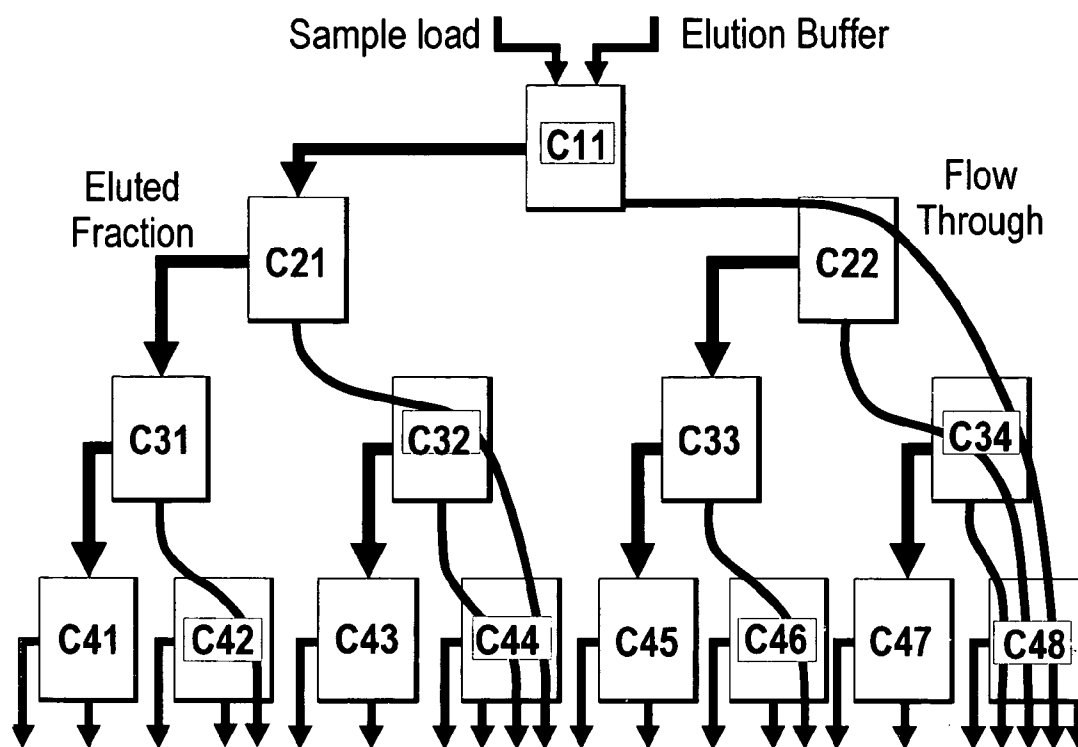 Sample load
Elution Buffer
C11
Eluted
Fraction
Flow
Through
C21
C22
C31
C32
C33
C34
C41
C42
C43
C44
C45
C46
C47
C48